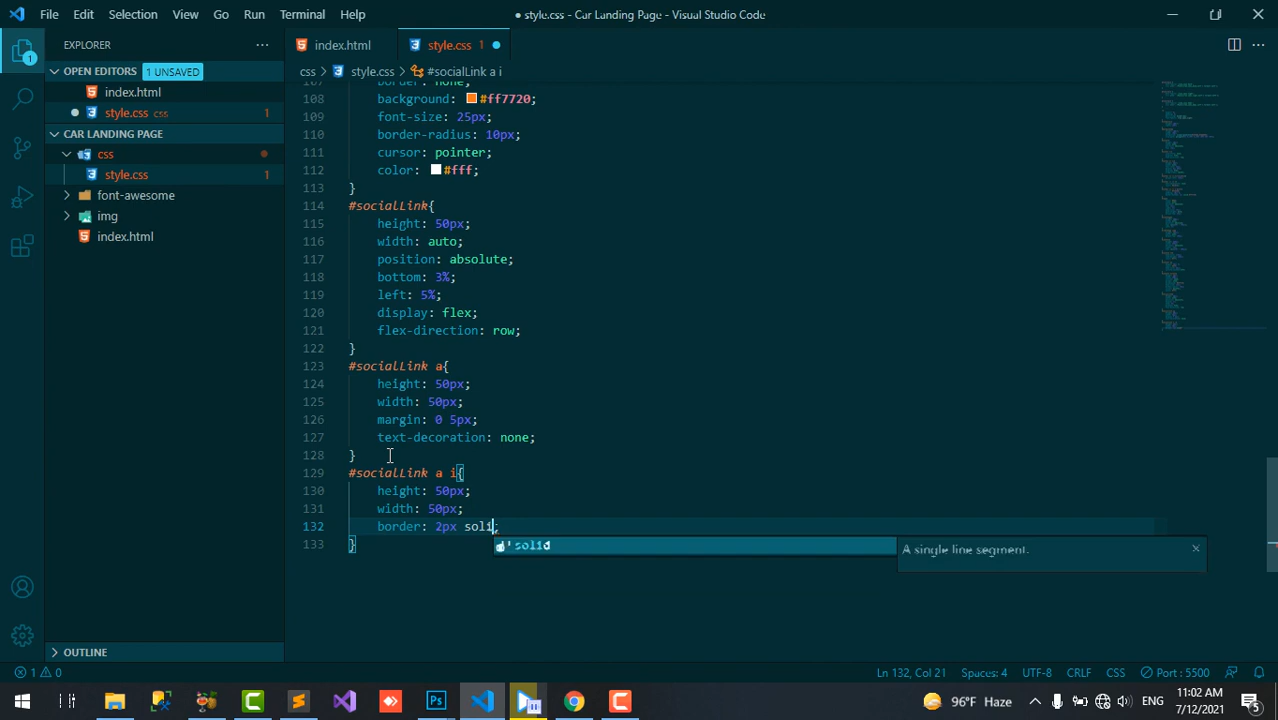 File Edit Selection View Go Run Terminal Help
● style.css - Car Landing Page - Visual Studio Code
EXPLORER
OPEN EDITORS 1 UNSAVED
index.html
style.css css 1
CAR LANDING PAGE
css
style.css 1
font-awesome
img
index.html
OUTLINE
1
index.html style.css 1
css > style.css > #socialLink a i
108 background: #ff7720;
109 font-size: 25px;
110 border-radius: 10px;
111 cursor: pointer;
112 color: #fff;
113 }
114 #socialLink{
115 height: 50px;
116 width: auto;
117 position: absolute;
118 bottom: 3%;
119 left: 5%;
120 display: flex;
121 flex-direction: row;
122 }
123 #socialLink a{
124 height: 50px;
125 width: 50px;
126 margin: 0 5px;
127 text-decoration: none;
128 }
129 #socialLink a i{
130 height: 50px;
131 width: 50px;
132 border: 2px soli;
133 }
solid
A single line segment.
1 0
Ln 132, Col 21 Spaces: 4 UTF-8 CRLF CSS Port : 5500
Ps
96°F Haze
ENG
11:02 AM
7/12/2021
5